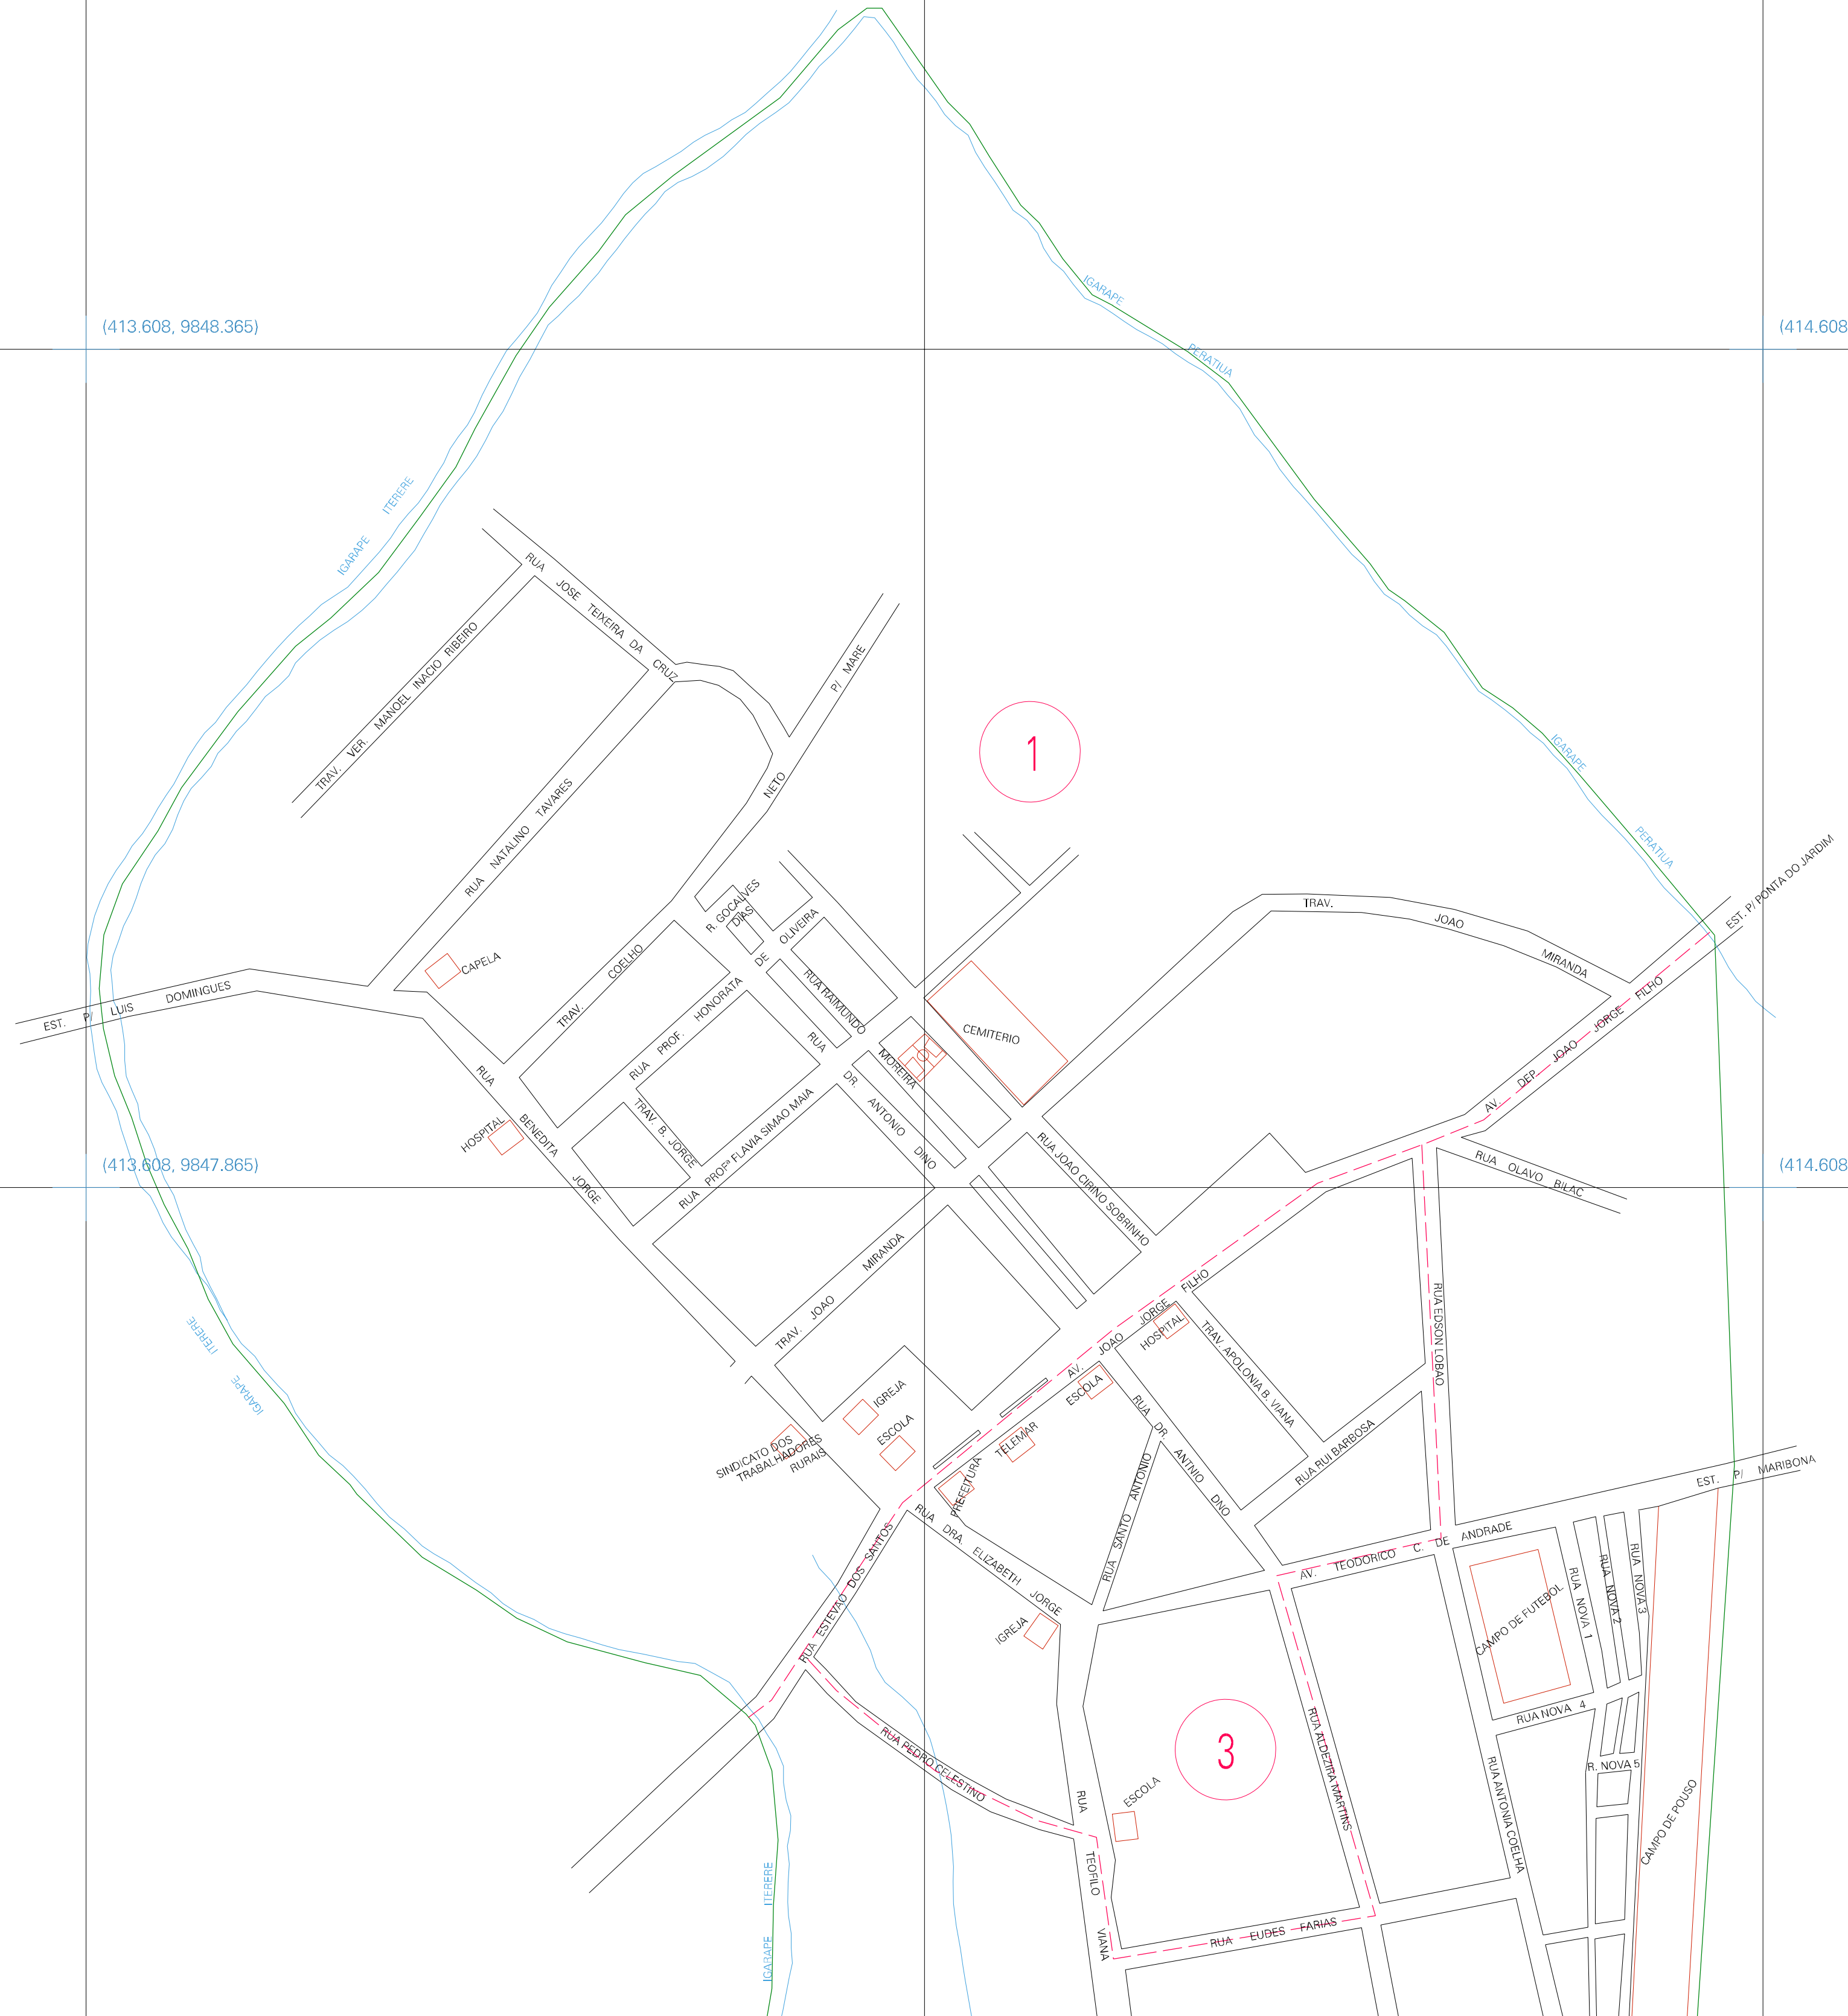 IGARAPE
PERATIUA
(413.608, 9848.365)
(414.608
IGARAPE ITERERE
RUA JOSE TEIXEIRA DA CRUZ
TRAV. VER. MANOEL INACIO RIBEIRO
P/ MARE
NETO
1
IGARAPE
PERATIUA
RUA NATALINO TAVARES
EST. P/ PONTA DO JARDIM
R. GOCALVES
DIAS
OLIVEIRA
DE
TRAV. JOAO MIRANDA
CAPELA
TRAV. COELHO
RUA RAIMUNDO
MOREIRA
EST. P/ LUIS DOMINGUES
RUA PROF. HONORATA
RUA DR. ANTONIO DINO
CEMITERIO
AV. DEP JOAO JORGE FILHO
RUA BENEDITA JORGE
HOSPITAL
TRAV. B. JORGE
RUA PROFª FLAVIA SIMAO MAIA
RUA JOAO CIRINO SOBRINHO
RUA OLAVO BILAC
(413.608, 9847.865)
(414.608
TRAV. JOAO MIRANDA
AV. JOAO JORGE FILHO
HOSPITAL
RUA EDSON LOBAO
TRAV. APOLONIA B. VIANA
ITERERE
IGARAPE
IGREJA
ESCOLA
ESCOLA
TELEMAR
PREFEITURA
SINDICATO DOS
TRABALHADORES
RURAIS
RUA DR. ANTNIO DNO
RUA RUI BARBOSA
RUA SANTO ANTONIO
EST. P/ MARIBONA
RUA ESTEVAO DOS SANTOS
RUA DRA. ELIZABETH JORGE
AV. TEODORICO C. DE ANDRADE
IGREJA
CAMPO DE FUTEBOL
RUA NOVA 1
RUA NOVA 2
RUA NOVA 3
RUA NOVA 4
R. NOVA 5
RUA PEDRO CELESTINO
3
RUA ALDEZIRA MARTINS
RUA ANTONIA COELHA
CAMPO DE POUSO
ESCOLA
RUA TEOFILO VIANA
RUA EUDES FARIAS
IGARAPE ITERERE